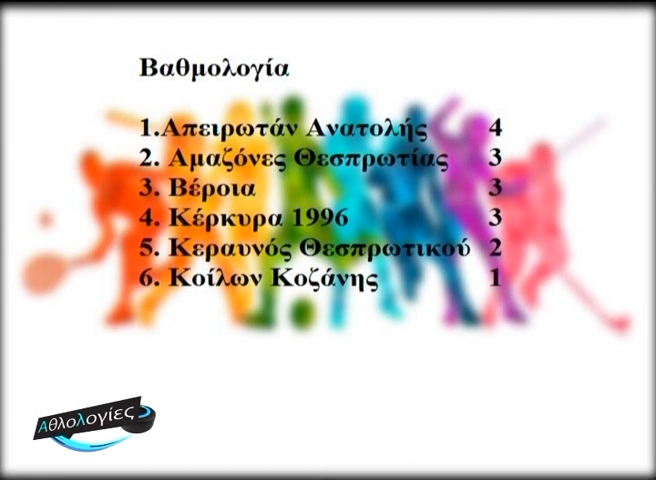 Βαθμολογία
1.Απειρωτάν Ανατολής 4
2. Αμαζόνες Θεσπρωτίας 3
3. Βέροια 3
4. Κέρκυρα 1996 3
5. Κεραυνός Θεσπρωτικού 2
6. Κοίλων Κοζάνης 1
Αθλολογίες